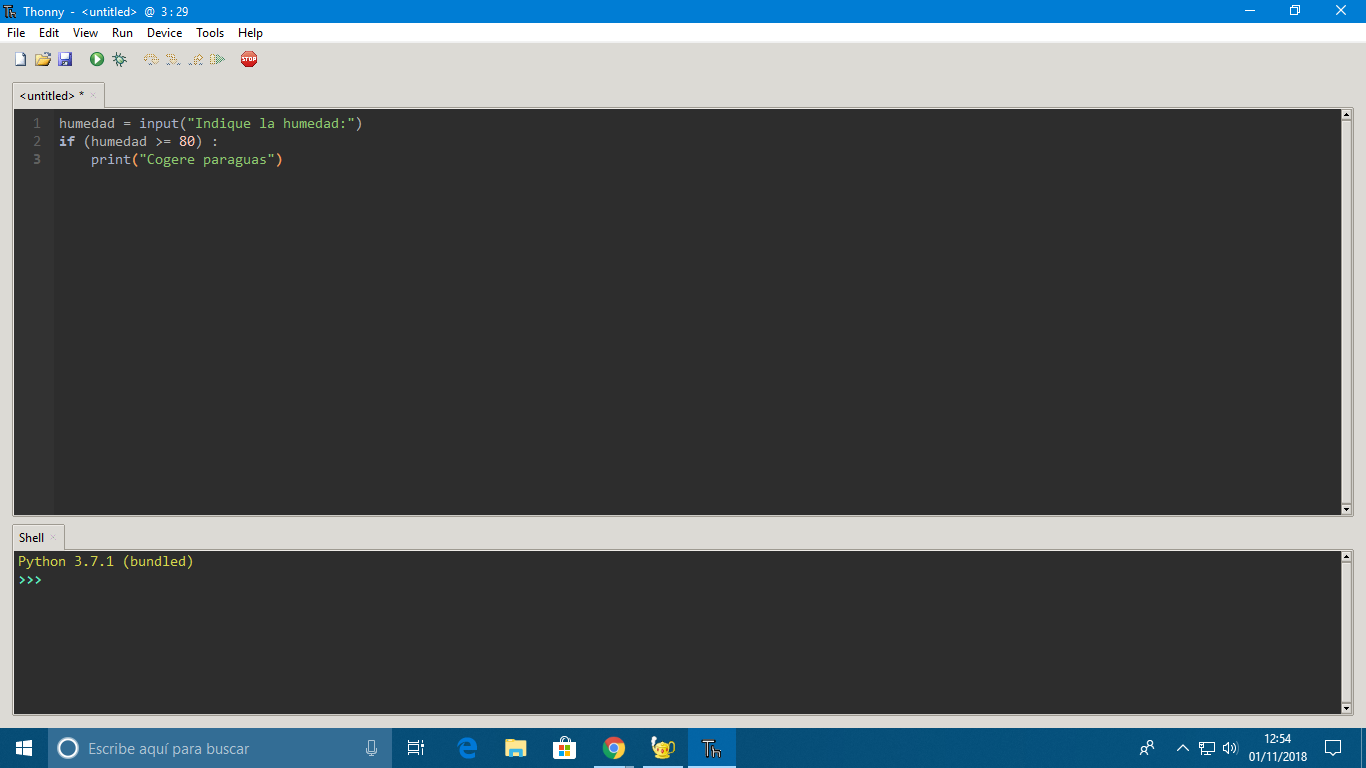 Thonny - <untitled> @ 3:29
File Edit View Run Device Tools Help
STOP
<untitled> *
1 humedad = input("Indique la humedad:")
2 if (humedad >= 80) :
3     print("Cogere paraguas")
Shell
Python 3.7.1 (bundled)
>>>
Escribe aquí para buscar
Th
12:54
01/11/2018